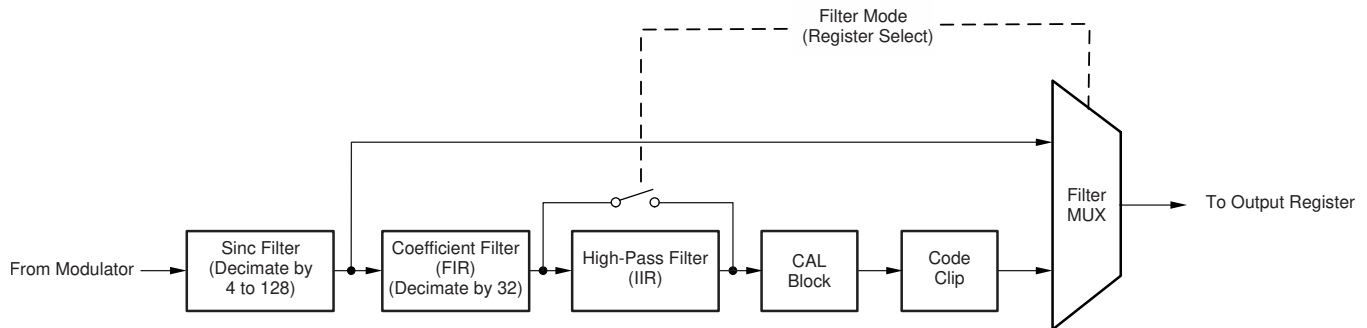 Filter Mode
(Register Select)
Filter
MUX
To Output Register
From Modulator
Sinc Filter
(Decimate by
4 to 128)
Coefficient Filter
(FIR)
(Decimate by 32)
High-Pass Filter
(IIR)
CAL
Block
Code
Clip